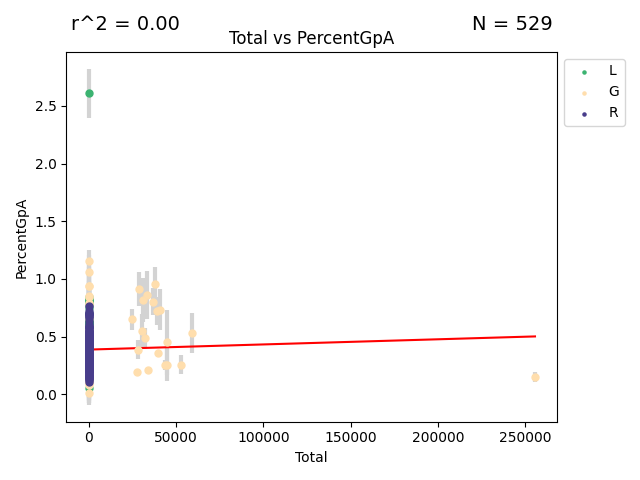 r^2 = 0.00
N = 529
Total vs PercentGpA
L
G
R
PercentGpA
2.5
2.0
1.5
1.0
0.5
0.0
0
50000
100000
150000
200000
250000
Total